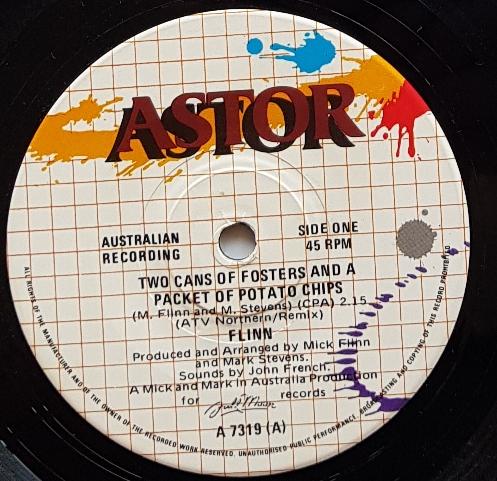 ASTOR
AUSTRALIAN
RECORDING
SIDE ONE
45 RPM
TWO CANS OF FOSTERS AND A
PACKET OF POTATO CHIPS
(M. Flinn and M. Stevens) (CPA) 2.15
(ATV Northern/Remix)
FLINN
Produced and Arranged by Mick Flinn
and Mark Stevens.
Sounds by John French.
A Mick and Mark in Australia Production
for records
A 7319 (A)
ALL RIGHTS OF THE MANUFACTURER AND OF THE OWNER OF THE RECORDED WORK RESERVED, UNAUTHORISED PUBLIC PERFORMANCE, BROADCASTING AND COPYING OF THIS RECORD PROHIBITED